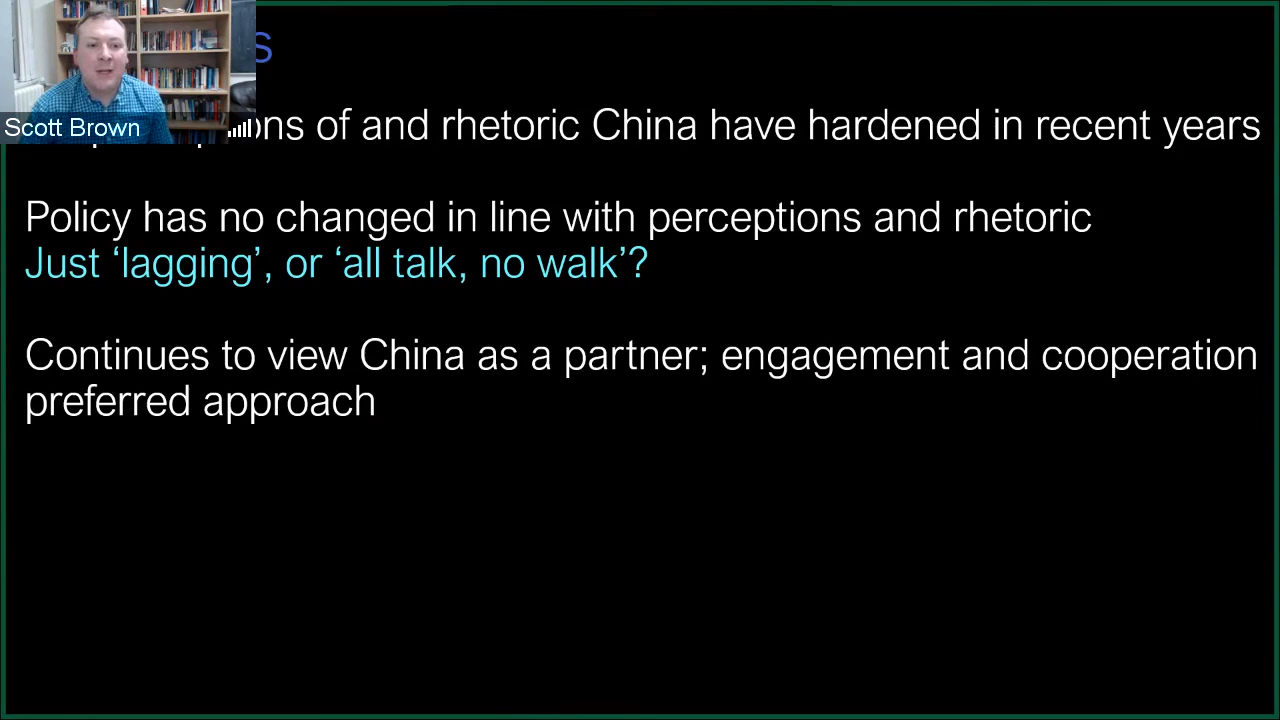 Scott Brown
of and rhetoric China have hardened in recent years
Policy has no changed in line with perceptions and rhetoric
Just ‘lagging’, or ‘all talk, no walk’?
Continues to view China as a partner; engagement and cooperation
preferred approach